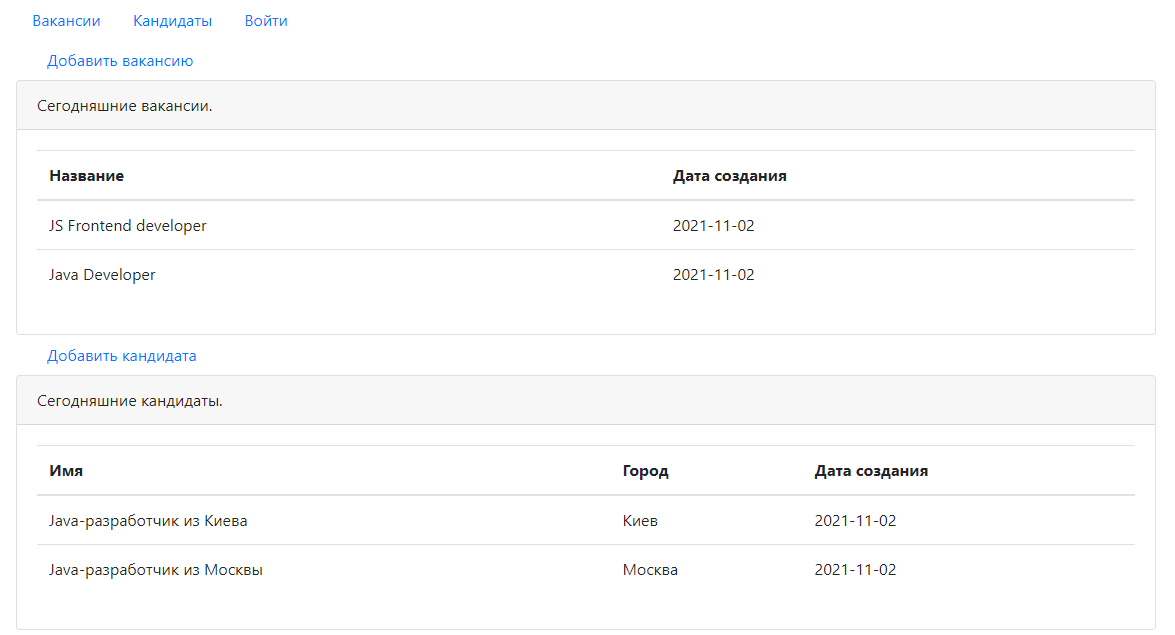 Вакансии Кандидаты Войти
Добавить вакансию
Сегодняшние вакансии.
Название Дата создания
JS Frontend developer 2021-11-02
Java Developer 2021-11-02
Добавить кандидата
Сегодняшние кандидаты.
Имя Город Дата создания
Java-разработчик из Киева Киев 2021-11-02
Java-разработчик из Москвы Москва 2021-11-02